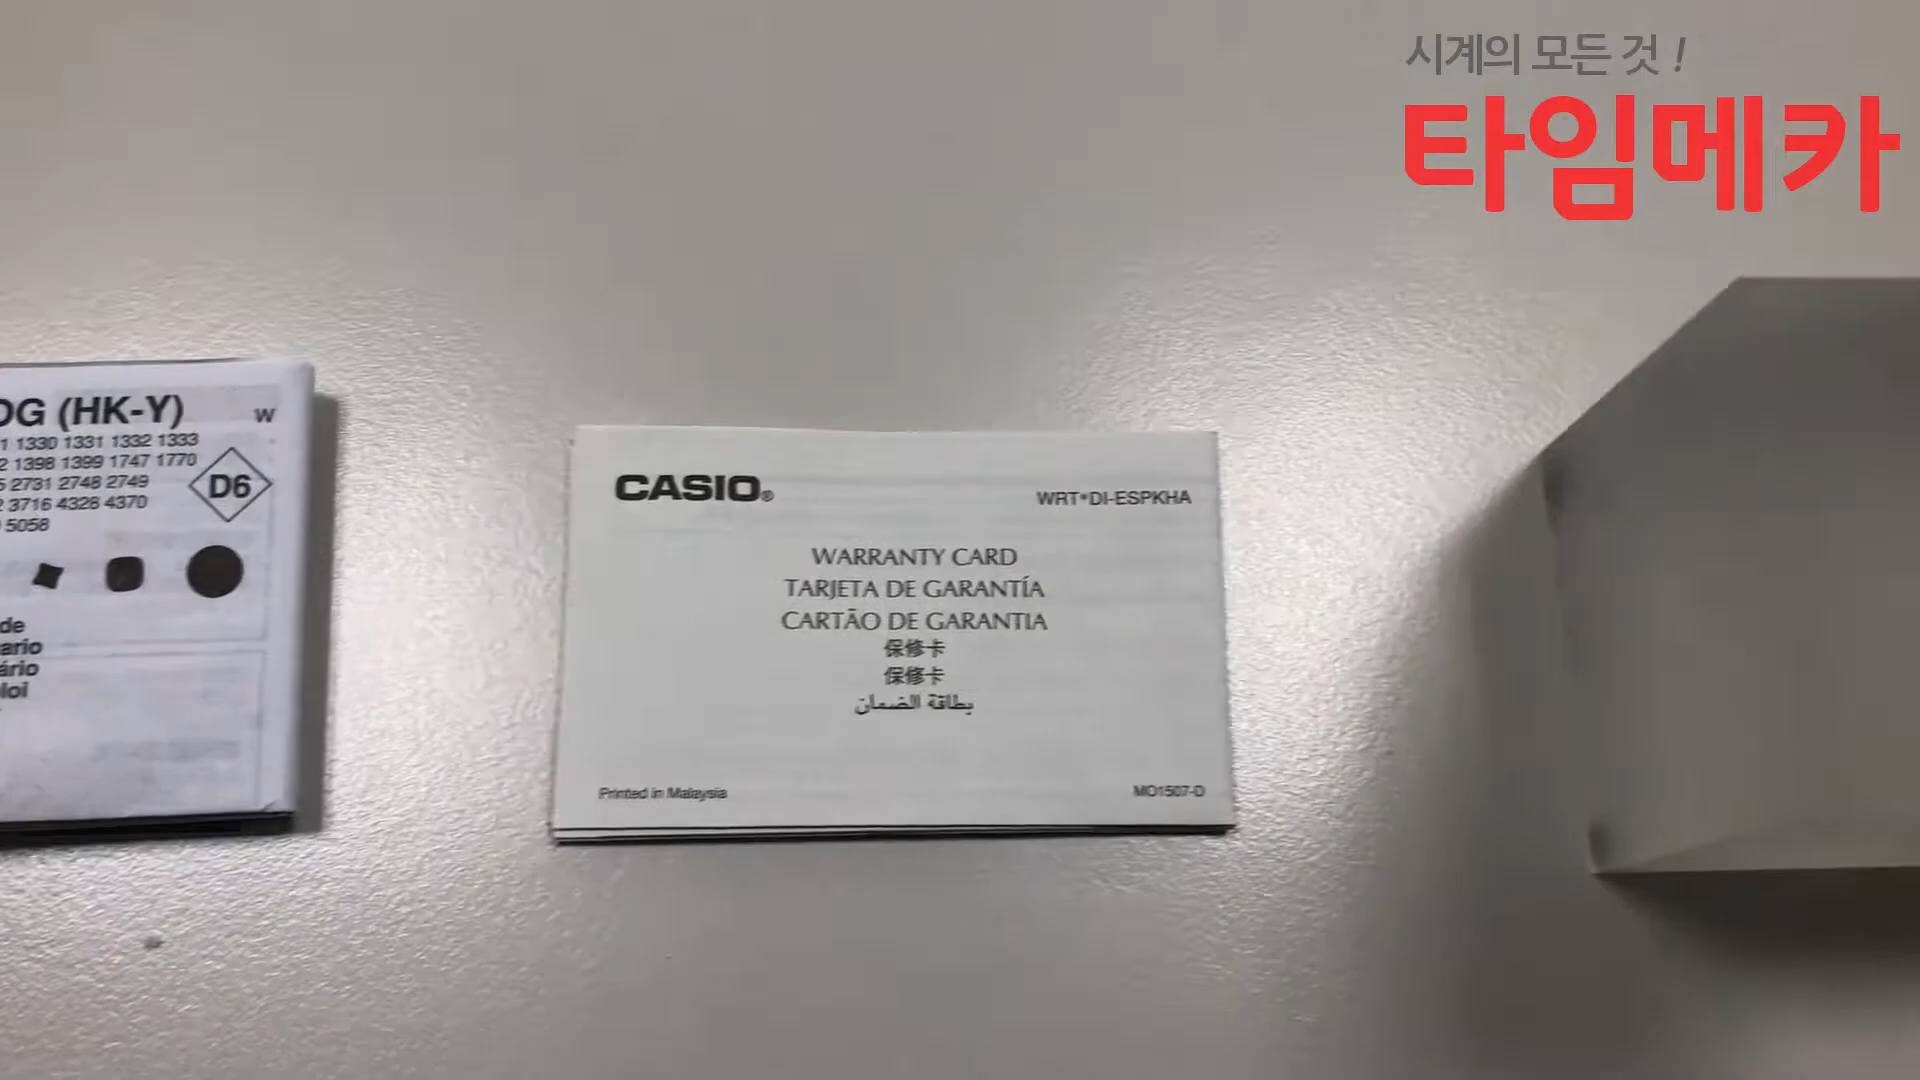 시계의 모든 것 !
타임메카
OG (HK-Y)
W
1 1330 1331 1332 1333
2 1398 1399 1747 1770
5 2731 2748 2749
2 3716 4328 4370
5058
D6
de
ario
ário
loi
CASIO®
WRT*DI-ESPKHA
WARRANTY CARD
TARJETA DE GARANTÍA
CARTÃO DE GARANTIA
保修卡
保修卡
بطاقة الضمان
Printed in Malaysia
MO1507-D